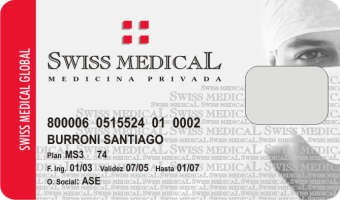 SWISS MEDICAL GLOBAL
SWISS MEDICAL
MEDICINA PRIVADA
800006 0515524 01 0002
BURRONI SANTIAGO
Plan MS3 74
F. Ing. 01/03 Validez 07/05 Hasta 01/07
O. Social: ASE